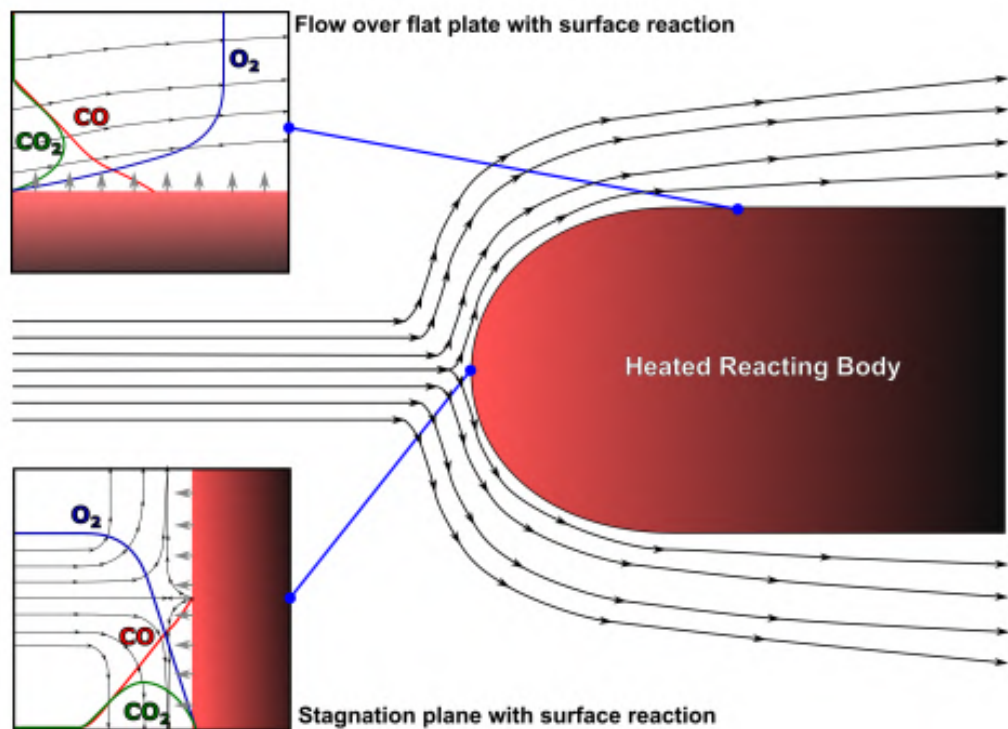 Flow over flat plate with surface reaction
O₂
CO
CO₂
Heated Reacting Body
O₂
CO
CO₂
Stagnation plane with surface reaction